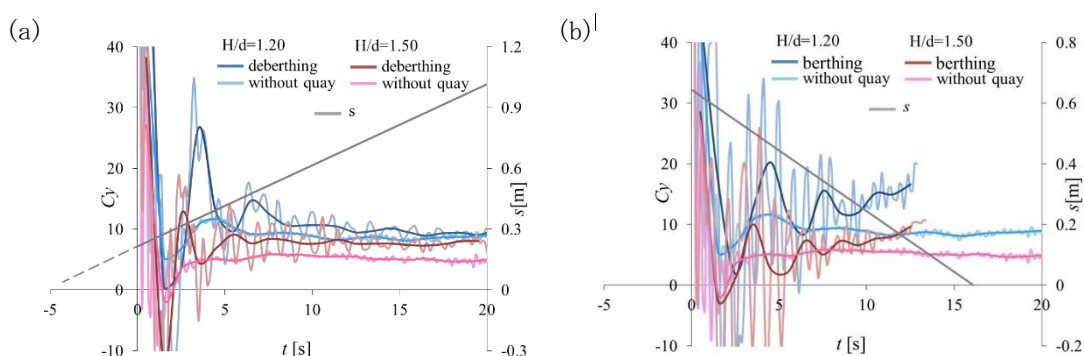 (a)
H/d=1.20 H/d=1.50
deberthing deberthing
without quay without quay
s
40
30
20
10
0
-10
Cy
1.2
0.9
0.6
0.3
0
-0.3
s[m]
-5 0 5 10 15 20
t [s]
(b)
H/d=1.20 H/d=1.50
berthing berthing
without quay without quay
s
40
30
20
10
0
-10
Cy
0.8
0.6
0.4
0.2
0
-0.2
s[m]
-5 0 5 10 15 20
t [s]